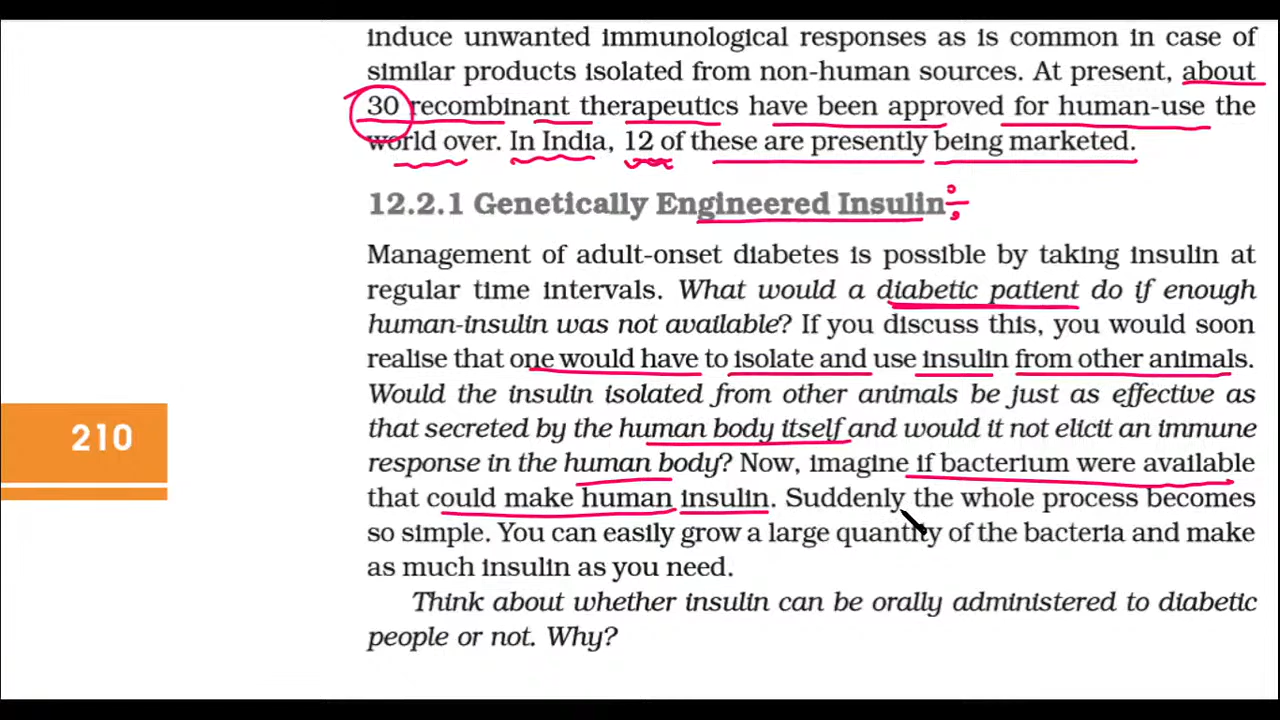 induce unwanted immunological responses as is common in case of
similar products isolated from non-human sources. At present, about
30 recombinant therapeutics have been approved for human-use the
world over. In India, 12 of these are presently being marketed.
12.2.1 Genetically Engineered Insulin
Management of adult-onset diabetes is possible by taking insulin at
regular time intervals. What would a diabetic patient do if enough
human-insulin was not available? If you discuss this, you would soon
realise that one would have to isolate and use insulin from other animals.
Would the insulin isolated from other animals be just as effective as
that secreted by the human body itself and would it not elicit an immune
response in the human body? Now, imagine if bacterium were available
that could make human insulin. Suddenly the whole process becomes
210
so simple. You can easily grow a large quantity of the bacteria and make
as much insulin as you need.
Think about whether insulin can be orally administered to diabetic
people or not. Why?